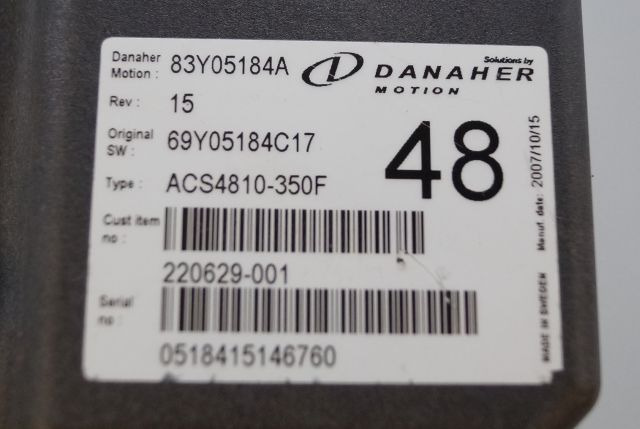 Danaher Motion : 83Y05184A
Solutions by
DANAHER
MOTION
Rev : 15
Original SW : 69Y05184C17
48
Type : ACS4810-350F
Cust item no :
220629-001
Serial no :
0518415146760
Manuf. date: 2007/10/15
MADE IN SWEDEN